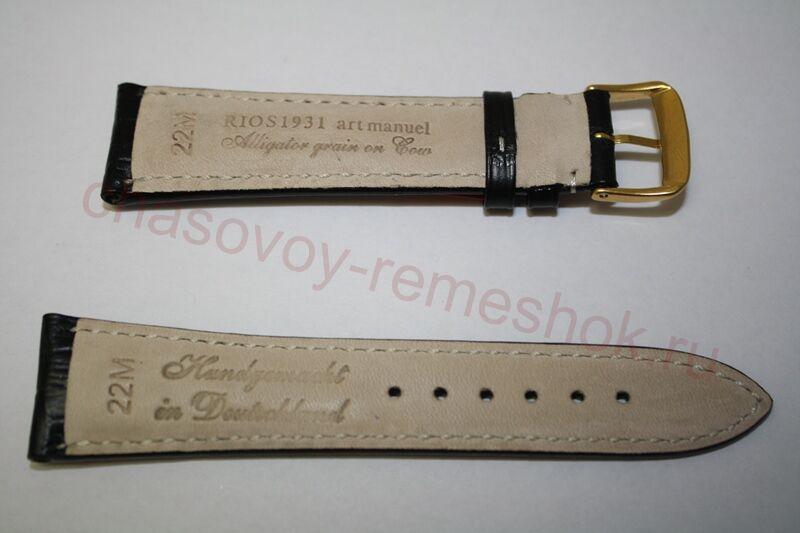 22M
RIOS1931 art manuel
Alligator grain on Cow
chasovoy-remeshok.ru
22M
Handgemacht
in Deutschland